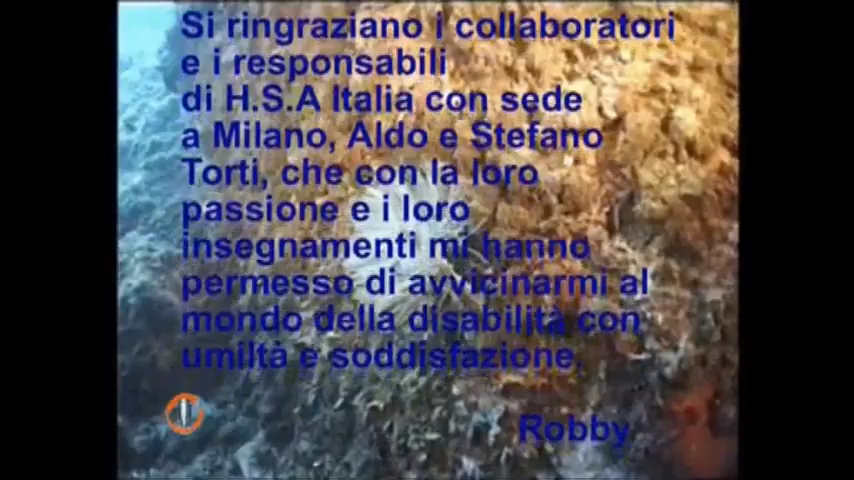 Si ringraziano i collaboratori
e i responsabili
di H.S.A Italia con sede
a Milano, Aldo e Stefano
Torti, che con la loro
passione e i loro
insegnamenti mi hanno
permesso di avvicinarmi al
mondo della disabilità con
umiltà e soddisfazione.
Robby